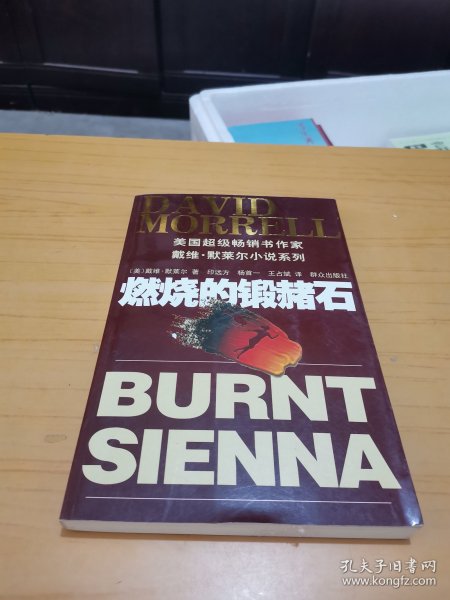 DAVID
MORRELL
美国超级畅销书作家
戴维·默莱尔小说系列
〔美〕戴维·默莱尔 著 印远方 杨首一 王占斌 译 群众出版社
燃烧的锻赭石
BURNT
SIENNA
孔夫子旧书网
www.kongfz.com